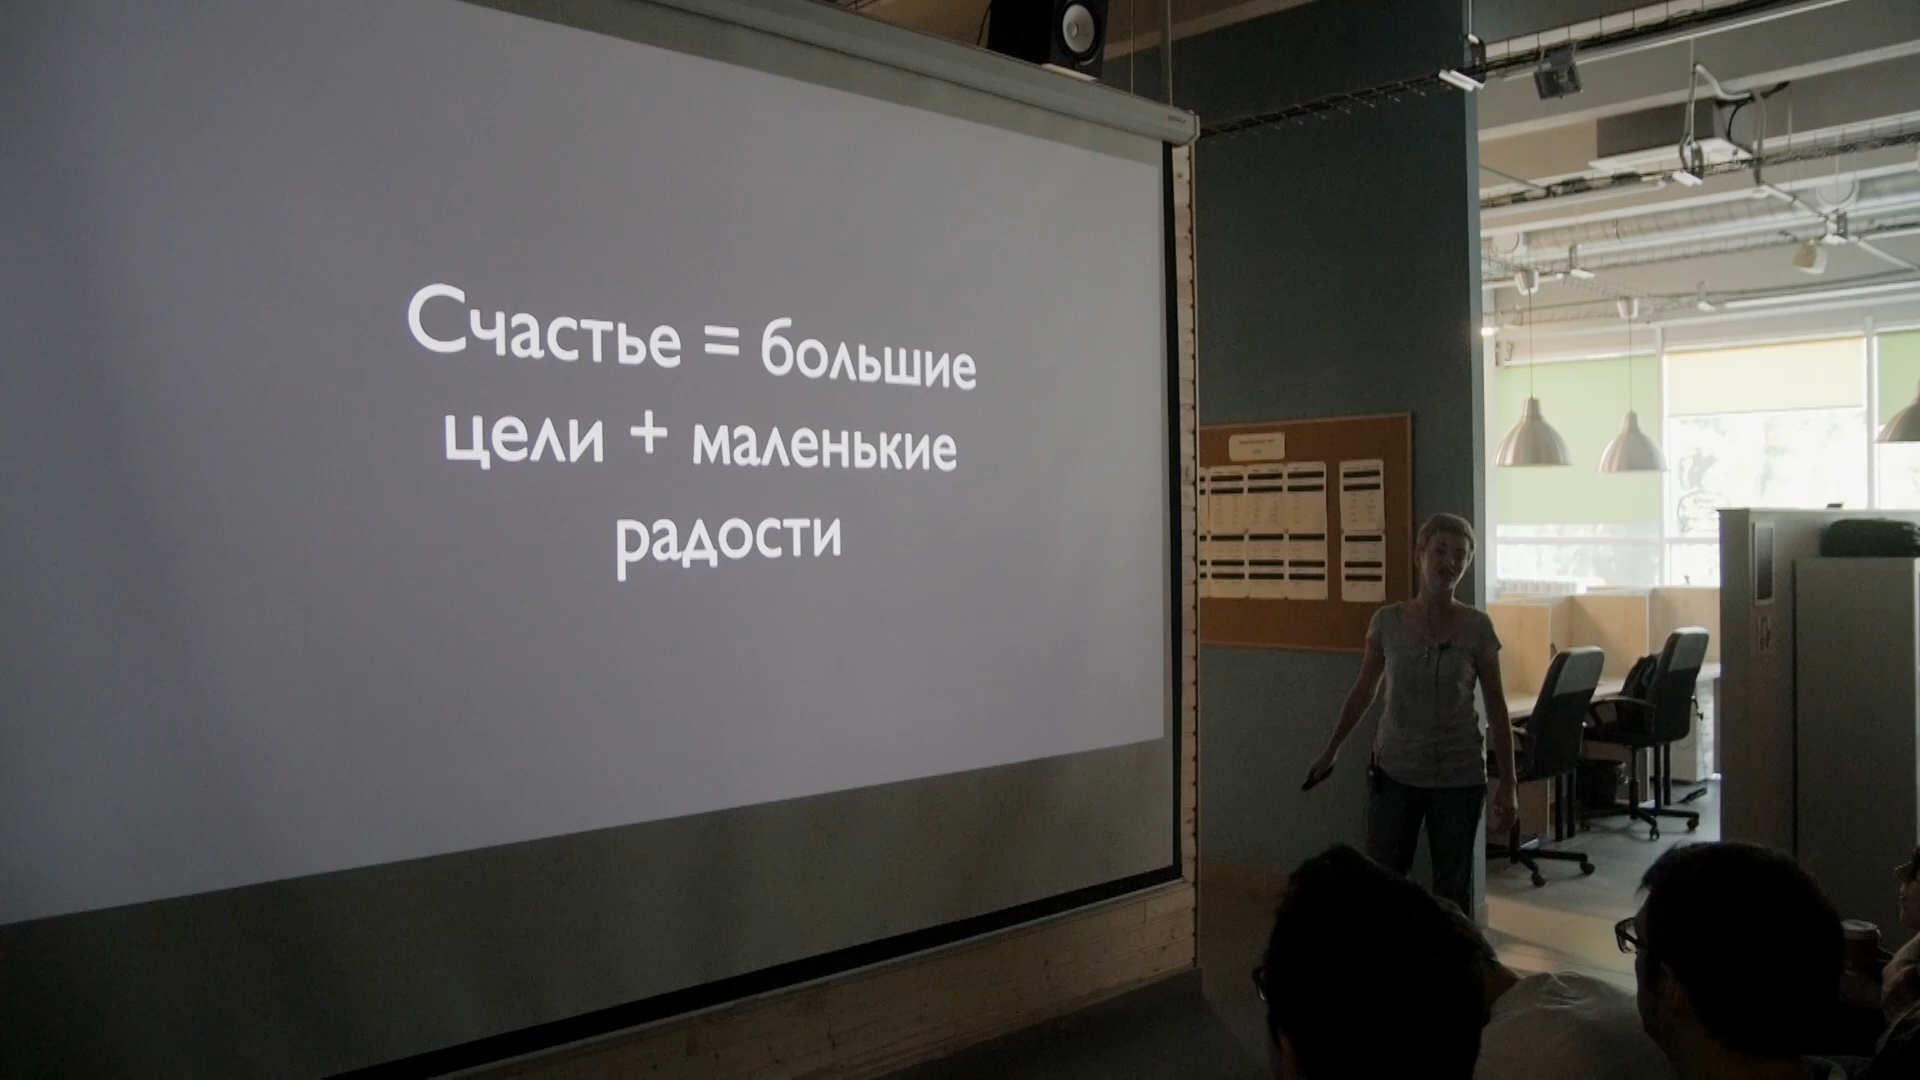 Счастье = большие
цели + маленькие
радости